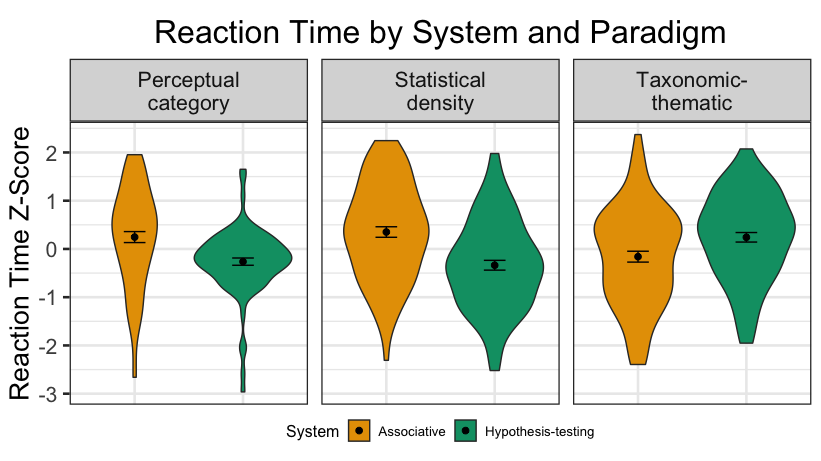 Reaction Time by System and Paradigm
Perceptual
category
Statistical
density
Taxonomic-
thematic
Reaction Time Z-Score
2
1
0
-1
-2
-3
System
Associative
Hypothesis-testing